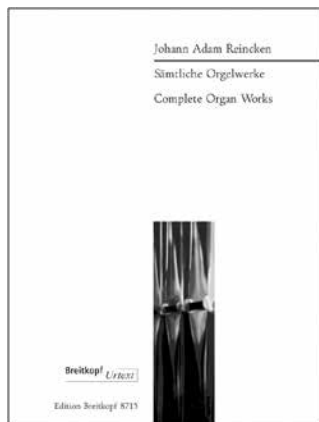 Johann Adam Reincken
Sämtliche Orgelwerke
Complete Organ Works
Breitkopf Urtext
Edition Breitkopf 8715